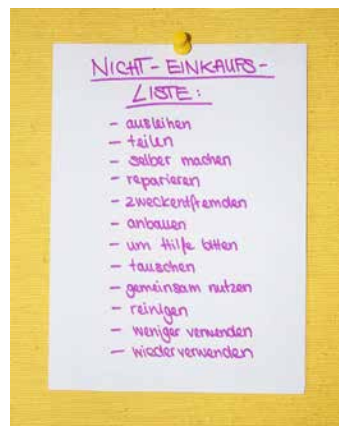 NICHT-EINKAUFS-
LISTE:
- ausleihen
- teilen
- selber machen
- reparieren
- zweckentfremden
- anbauen
- um Hilfe bitten
- tauschen
- gemeinsam nutzen
- reinigen
- weniger verwenden
- wiederverwenden